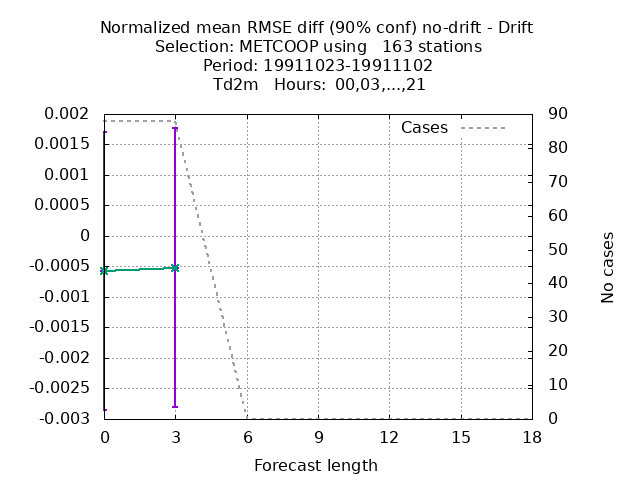 Normalized mean RMSE diff (90% conf) no-drift - Drift
Selection: METCOOP using   163 stations
Period: 19911023-19911102
Td2m   Hours:  00,03,...,21
Cases
0.002
0.0015
0.001
0.0005
0
-0.0005
-0.001
-0.0015
-0.002
-0.0025
-0.003
90
80
70
60
50
40
30
20
10
0
No cases
0 3 6 9 12 15 18
Forecast length